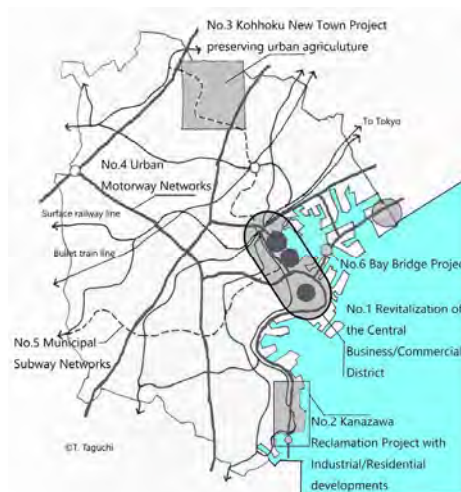 No.3 Kohhoku New Town Project
preserving urban agriculuture
To Tokyo
No.4 Urban
Motorway Networks
Surface railway line
Bullet train line
No.6 Bay Bridge Project
No.1 Revitalization of
the Central
Business/Commercial
District
No.5 Municipal
Subway Networks
No.2 Kanazawa
Reclamation Project with
Industrial/Residential
developments
©T. Taguchi